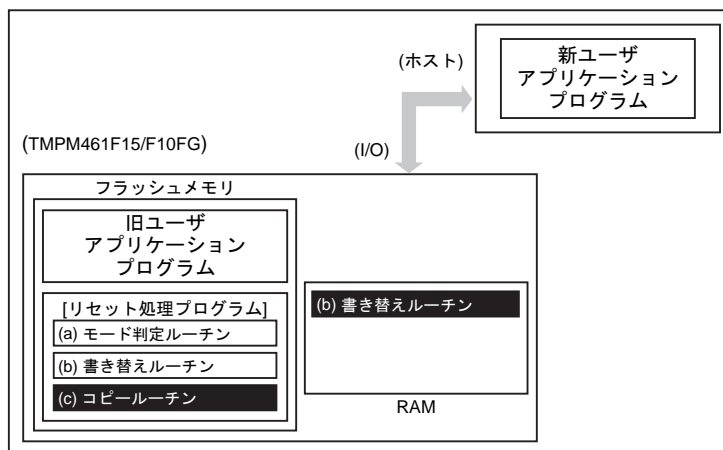 (ホスト)
新ユーザ
アプリケーション
プログラム
(TMPM461F15/F10FG)
(I/O)
フラッシュメモリ
旧ユーザ
アプリケーション
プログラム
[リセット処理プログラム]
(a) モード判定ルーチン
(b) 書き替えルーチン
(c) コピールーチン
(b) 書き替えルーチン
RAM